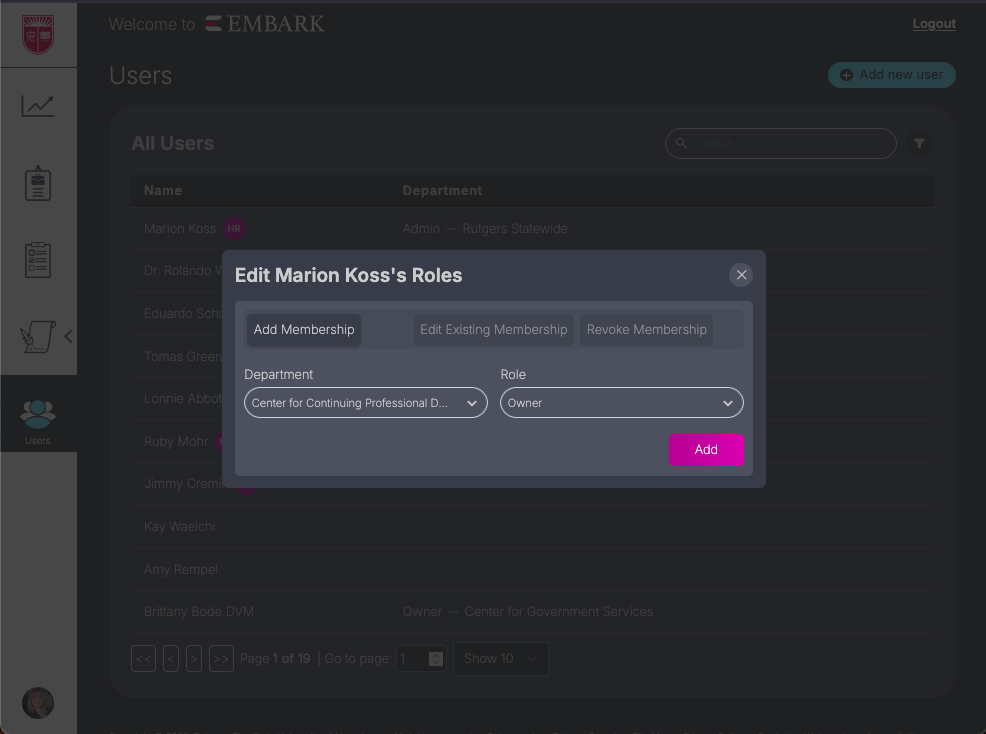 Welcome to EMBARK
Logout
Users
Add new user
All Users
Name Department
Marion Koss HR Admin — Rutgers Statewide
Dr. Rolando
Eduardo
Tomas Green
Lonnie Abbot
Ruby Mohr
Jimmy
Kay Waelchi
Amy Rempel
Brittany Bode DVM Owner — Center for Government Services
<< < > >> Page 1 of 19 | Go to page: 1 Show 10
Users
Edit Marion Koss's Roles
Add Membership Edit Existing Membership Revoke Membership
Department Role
Center for Continuing Professional D... Owner
Add